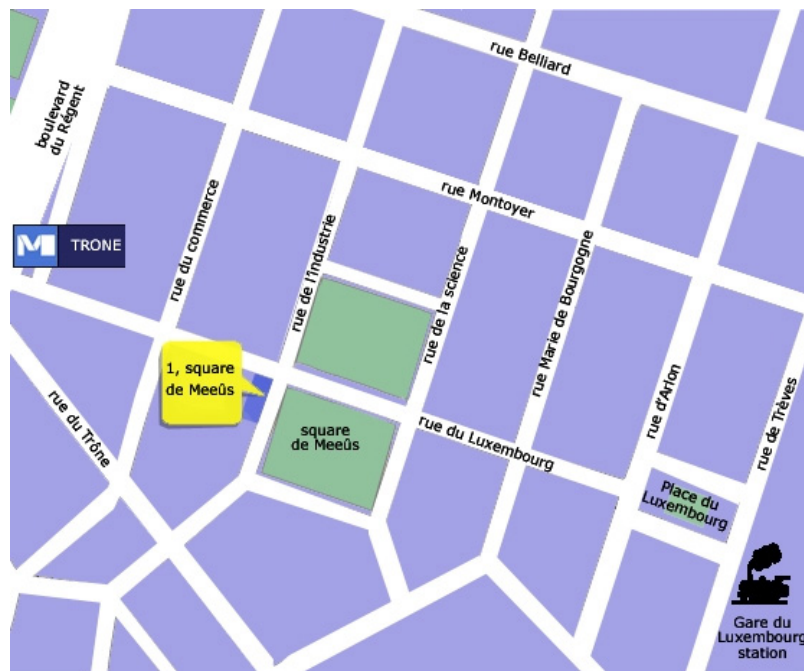 rue Belliard
boulevard
du Régent
rue Montoyer
rue du commerce
rue de l'industrie
M TRONE
rue de la science
rue Marie de Bourgogne
1, square
de Meeûs
rue d'Arlon
rue de Trèves
rue du Trône
square
de Meeûs
rue du Luxembourg
Place du
Luxembourg
Gare du
Luxembourg
station